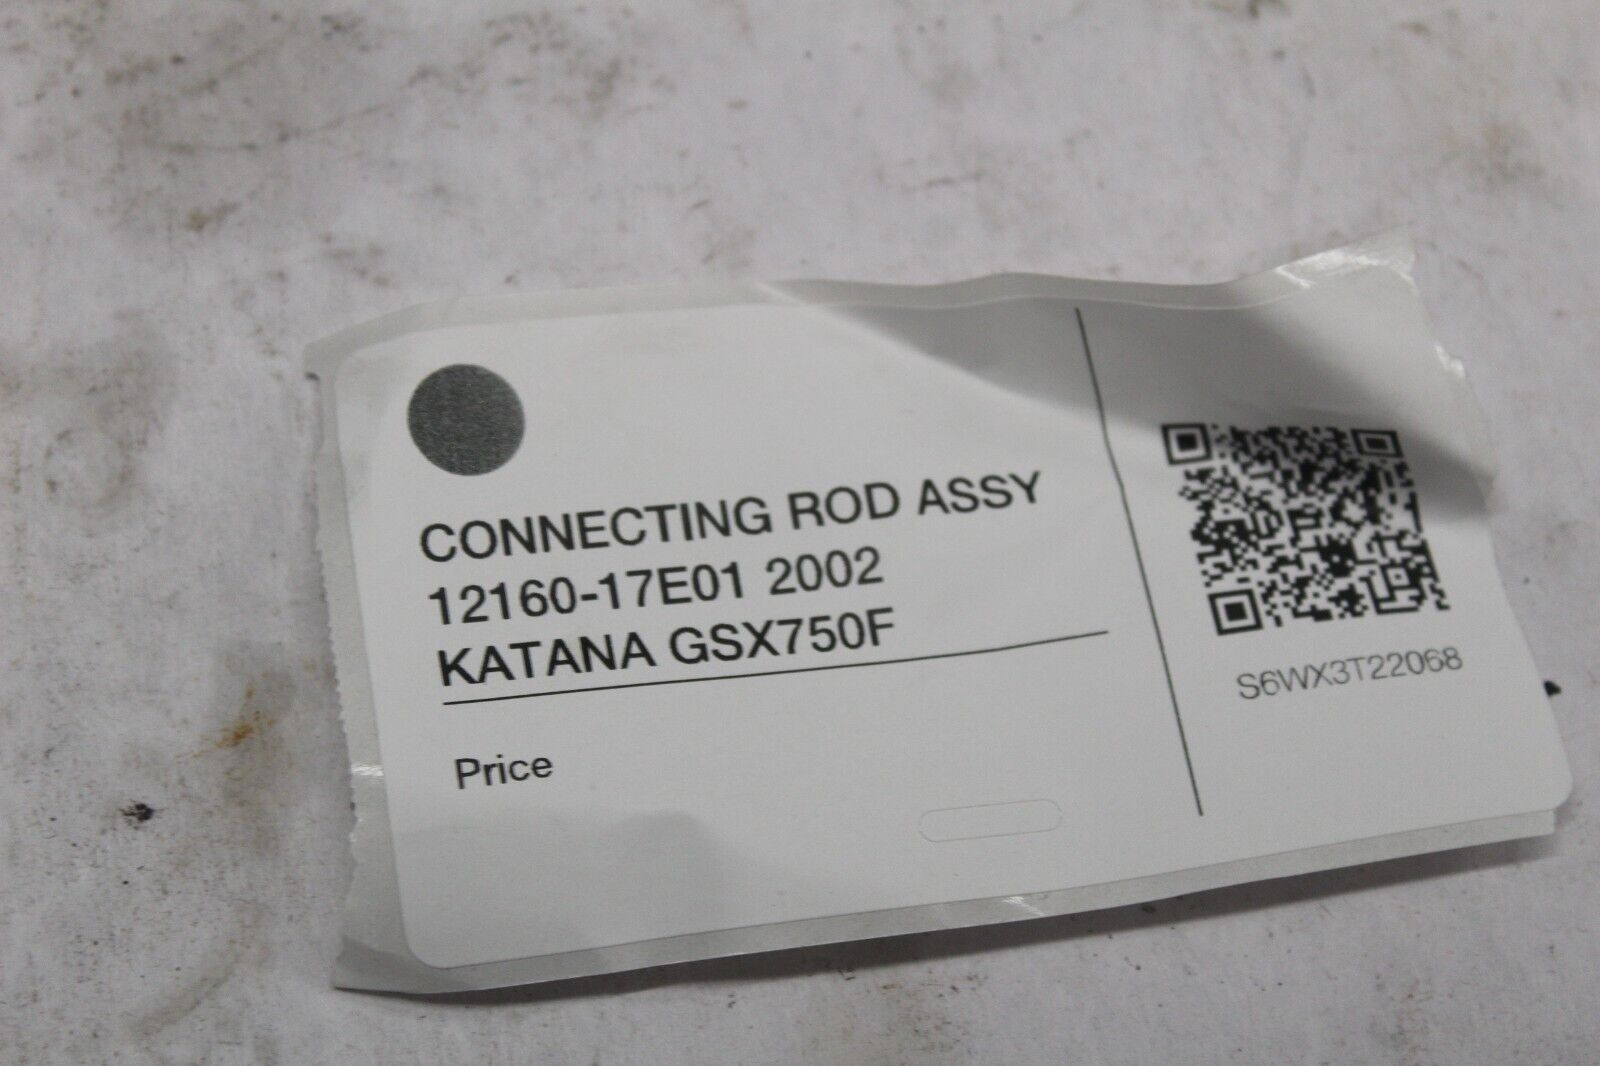 CONNECTING ROD ASSY
12160-17E01 2002
KATANA GSX750F
Price
S6WX3T22068